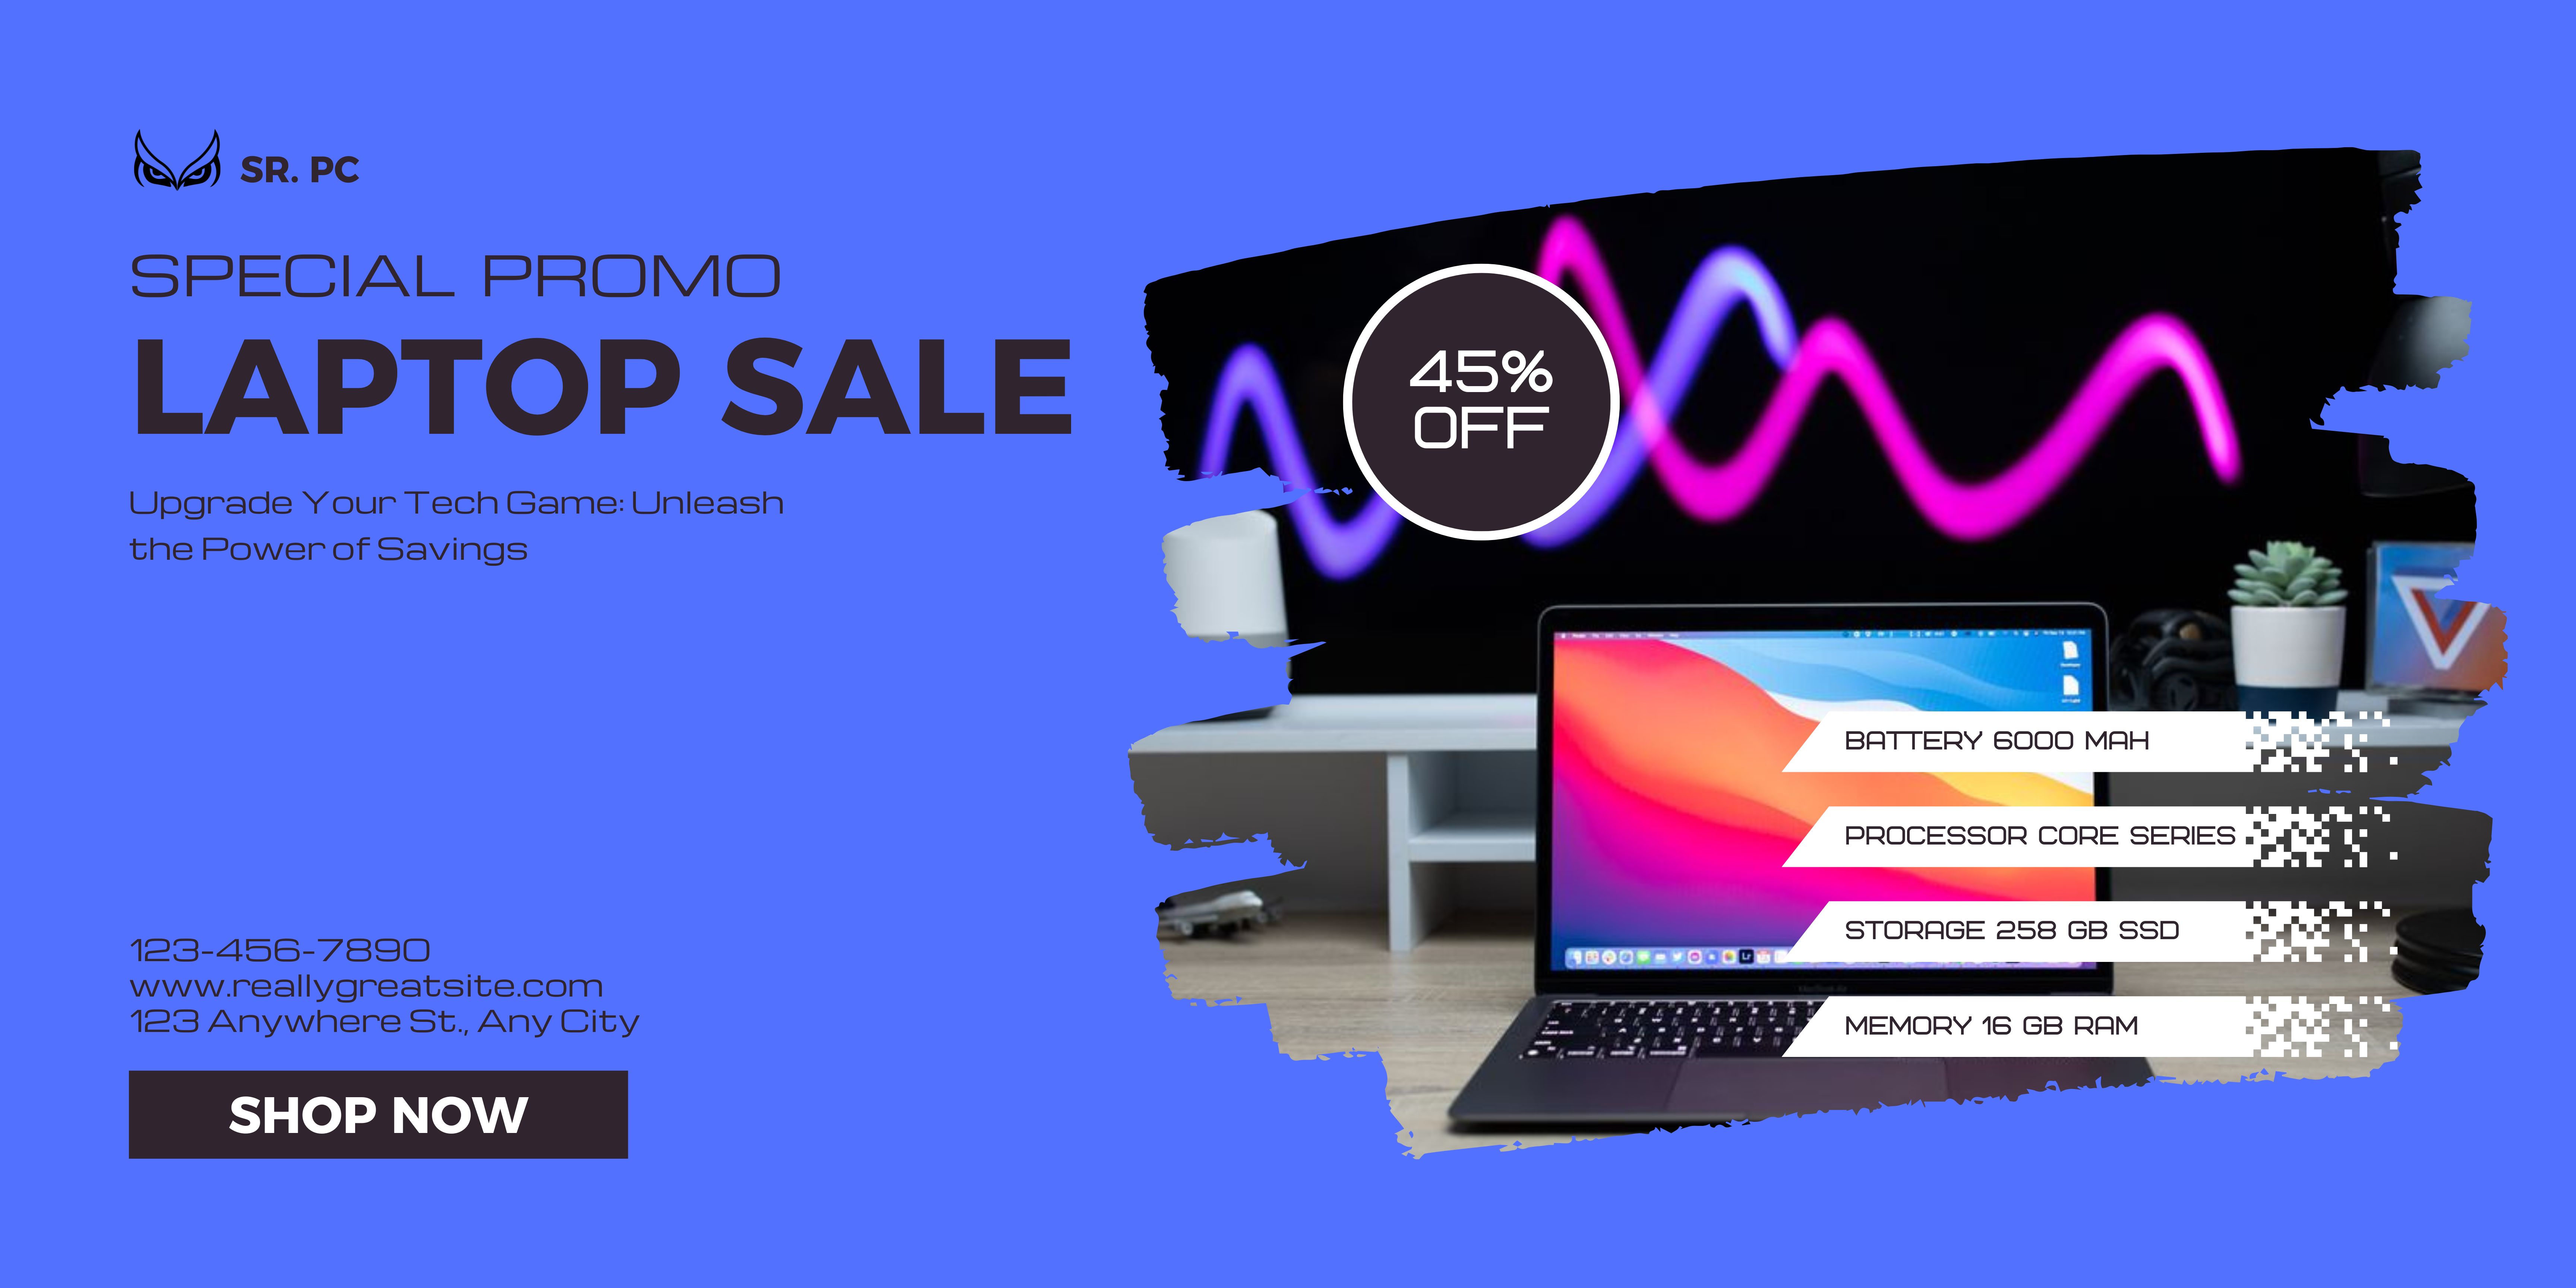 SR. PC
SPECIAL PROMO
LAPTOP SALE
Upgrade Your Tech Game: Unleash
the Power of Savings
123-456-7890
www.reallygreatsite.com
123 Anywhere St., Any City
SHOP NOW
45%
OFF
BATTERY 6000 MAH
PROCESSOR CORE SERIES
STORAGE 258 GB SSD
MEMORY 16 GB RAM